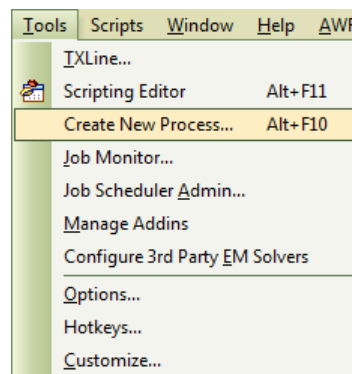 Tools Scripts Window Help AWR
TXLine...
Scripting Editor Alt+F11
Create New Process... Alt+F10
Job Monitor...
Job Scheduler Admin...
Manage Addins
Configure 3rd Party EM Solvers
Options...
Hotkeys...
Customize...